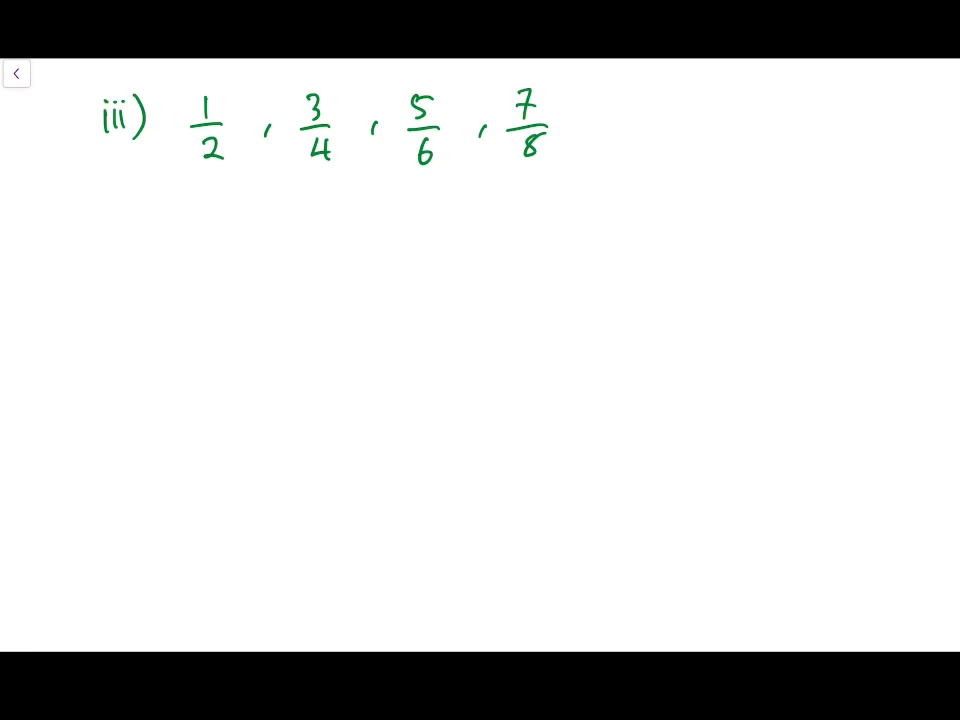 iii) 1/2 , 3/4 , 5/6 , 7/8